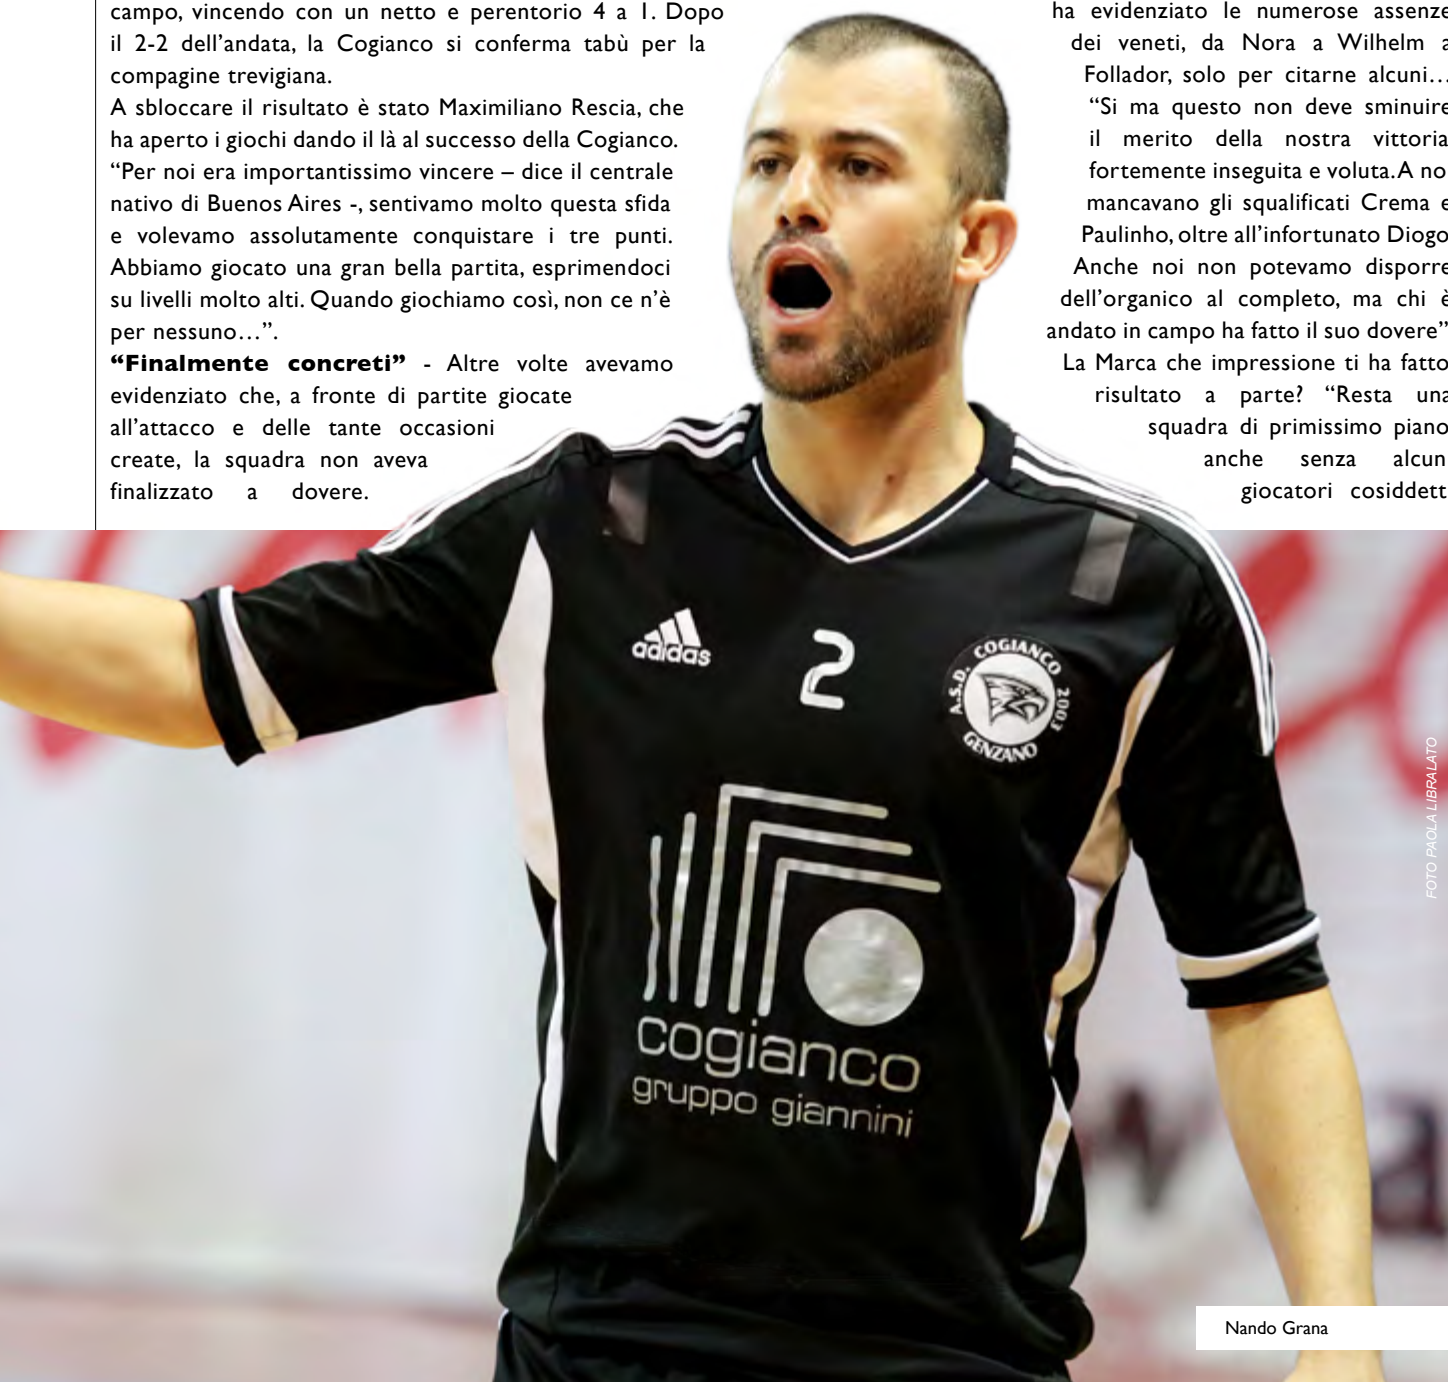 campo, vincendo con un netto e perentorio 4 a 1. Dopo
il 2-2 dell'andata, la Cogianco si conferma tabù per la
compagine trevigiana.
A sbloccare il risultato è stato Maximiliano Rescia, che
ha aperto i giochi dando il là al successo della Cogianco.
“Per noi era importantissimo vincere – dice il centrale
nativo di Buenos Aires -, sentivamo molto questa sfida
e volevamo assolutamente conquistare i tre punti.
Abbiamo giocato una gran bella partita, esprimendoci
su livelli molto alti. Quando giochiamo così, non ce n'è
per nessuno…”.
“Finalmente concreti” - Altre volte avevamo
evidenziato che, a fronte di partite giocate
all'attacco e delle tante occasioni
create, la squadra non aveva
finalizzato a dovere.
ha evidenziato le numerose assenze
dei veneti, da Nora a Wilhelm a
Follador, solo per citarne alcuni…
“Si ma questo non deve sminuire
il merito della nostra vittoria
fortemente inseguita e voluta. A no
mancavano gli squalificati Crema e
Paulinho, oltre all'infortunato Diogo
Anche noi non potevamo disporre
dell'organico al completo, ma chi è
andato in campo ha fatto il suo dovere”
La Marca che impressione ti ha fatto
risultato a parte? “Resta una
squadra di primissimo piano
anche senza alcun
giocatori cosiddett
adidas
2
A.S.D. COGIANCO 2003
GENZANO
cogianco
gruppo giannini
FOTO PAOLA LIBRALATO
Nando Grana